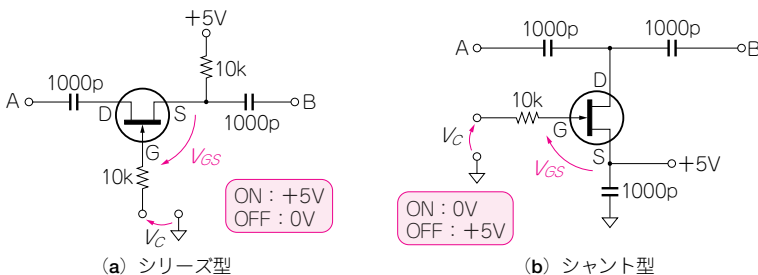 +5V
10k
1000p
A
D
S
B
1000p
G
VGS
10k
VC
ON：+5V
OFF：0V
(a) シリーズ型
A
1000p
1000p
B
D
10k
G
VC
S
VGS
+5V
1000p
ON：0V
OFF：+5V
(b) シャント型